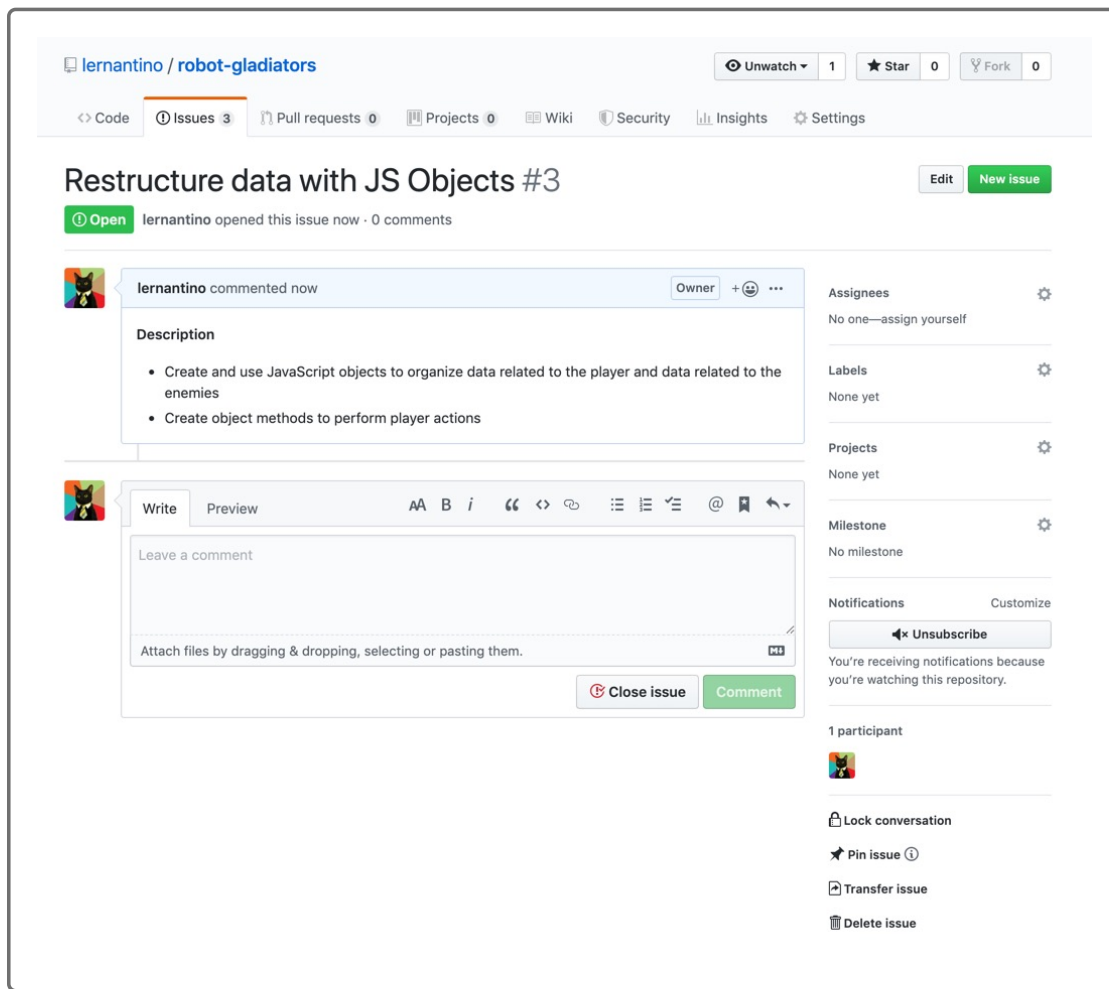 lernantino / robot-gladiators
Unwatch 1 Star 0 Fork 0
Code Issues 3 Pull requests 0 Projects 0 Wiki Security Insights Settings
Restructure data with JS Objects #3
Edit New issue
Open lernantino opened this issue now · 0 comments
lernantino commented now Owner
Description
• Create and use JavaScript objects to organize data related to the player and data related to the
enemies
• Create object methods to perform player actions
Write Preview
Leave a comment
Attach files by dragging & dropping, selecting or pasting them.
Close issue Comment
Assignees
No one—assign yourself
Labels
None yet
Projects
None yet
Milestone
No milestone
Notifications Customize
Unsubscribe
You're receiving notifications because
you're watching this repository.
1 participant
Lock conversation
Pin issue
Transfer issue
Delete issue